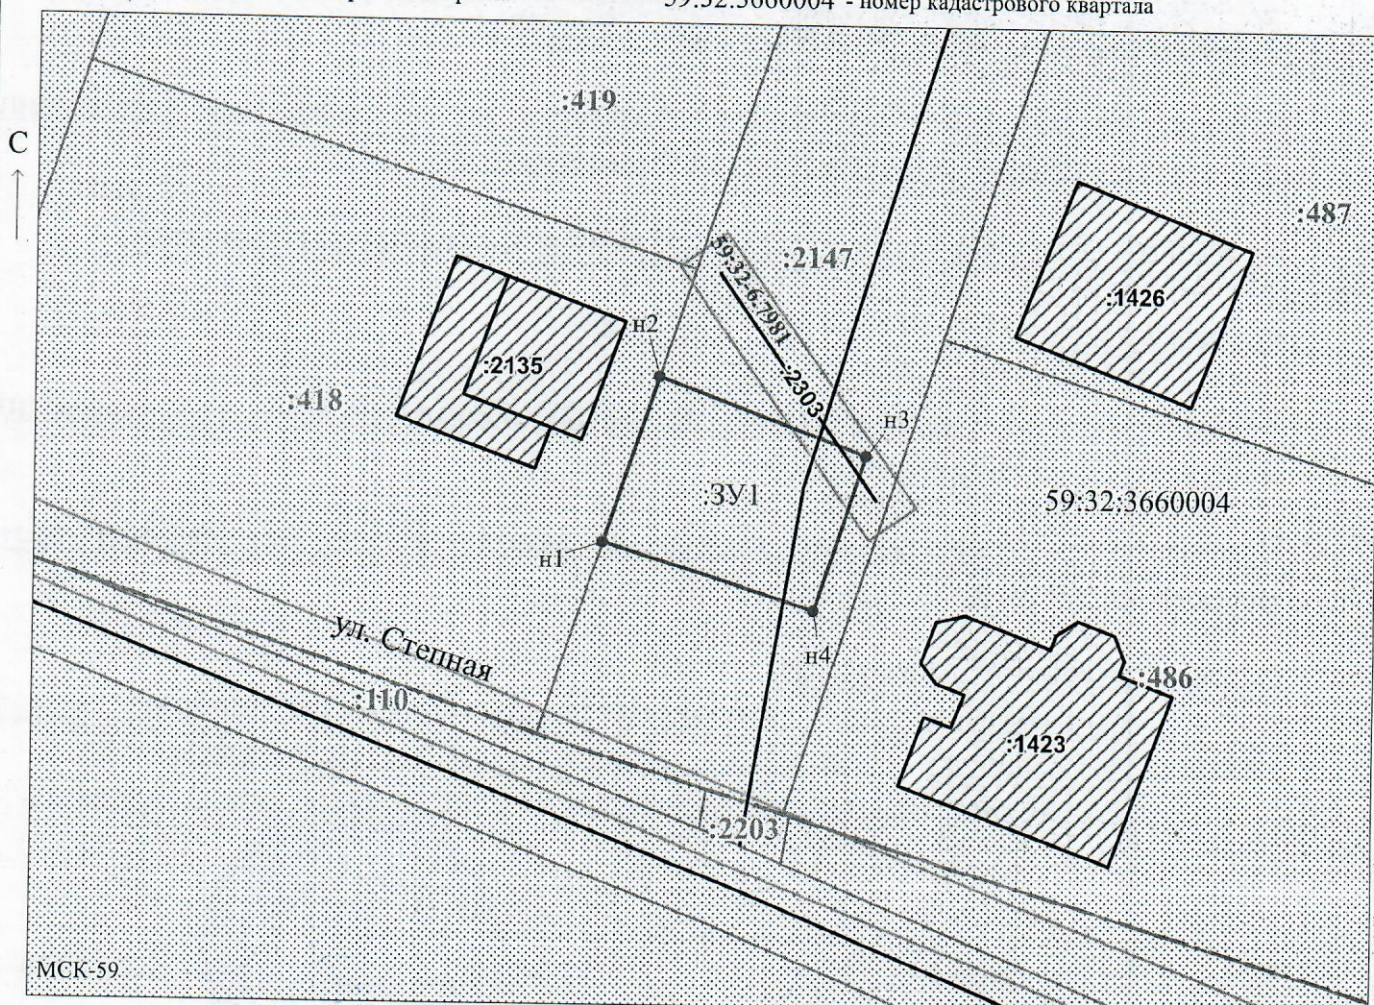 59:32:3660004 - номер кадастрового квартала
:419
С
:487
:2147
59:32-6.7981
:1426
н2
:2135
:2303
:418
н3
:ЗУ1
59:32:3660004
н1
ул. Степная
н4
:486
:110
:1423
:2203
МСК-59